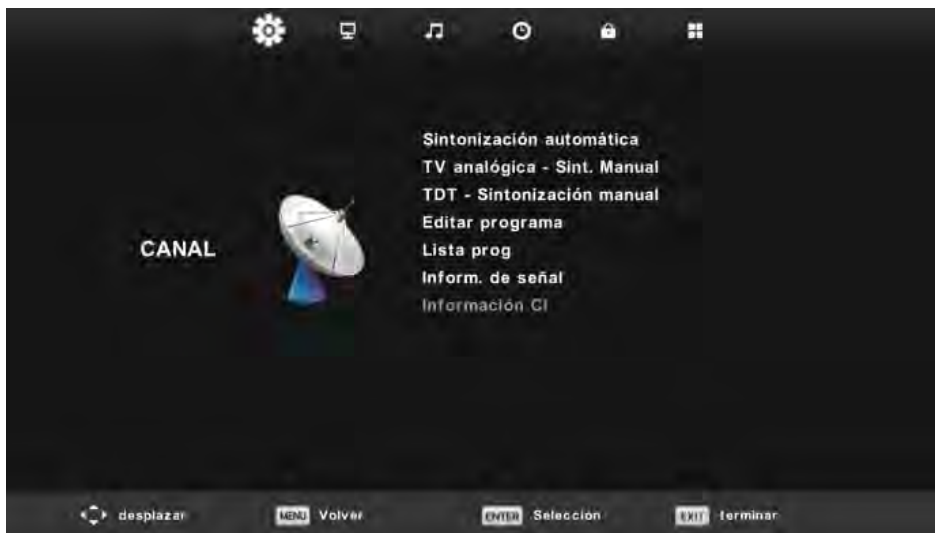 Sintonización automática
TV analógica - Sint. Manual
TDT - Sintonización manual
Editar programa
CANAL
Lista prog
Inform. de señal
Información CI
desplazar MENU Volver ENTER Seleccion EXIT terminar